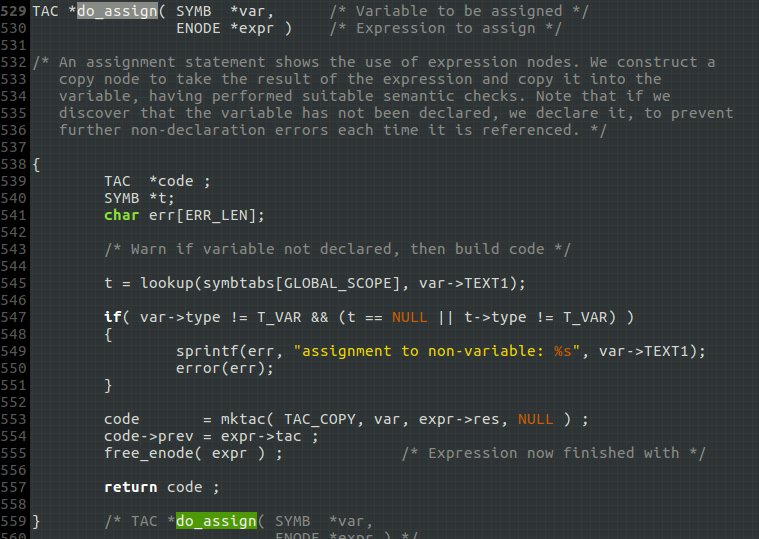 529 TAC *do_assign( SYMB  *var,      /* Variable to be assigned */
530                 ENODE *expr )    /* Expression to assign */
531
532 /* An assignment statement shows the use of expression nodes. We construct a
533    copy node to take the result of the expression and copy it into the
534    variable, having performed suitable semantic checks. Note that if we
535    discover that the variable has not been declared, we declare it, to prevent
536    further non-declaration errors each time it is referenced. */
537
538 {
539         TAC  *code ;
540         SYMB *t;
541         char err[ERR_LEN];
542
543         /* Warn if variable not declared, then build code */
544
545         t = lookup(symbtabs[GLOBAL_SCOPE], var->TEXT1);
546
547         if( var->type != T_VAR && (t == NULL || t->type != T_VAR) )
548         {
549                 sprintf(err, "assignment to non-variable: %s", var->TEXT1);
550                 error(err);
551         }
552
553         code       = mktac( TAC_COPY, var, expr->res, NULL ) ;
554         code->prev = expr->tac ;
555         free_enode( expr ) ;             /* Expression now finished with */
556
557         return code ;
558
559 }       /* TAC *do_assign( SYMB  *var,
560                            ENODE *expr ) */